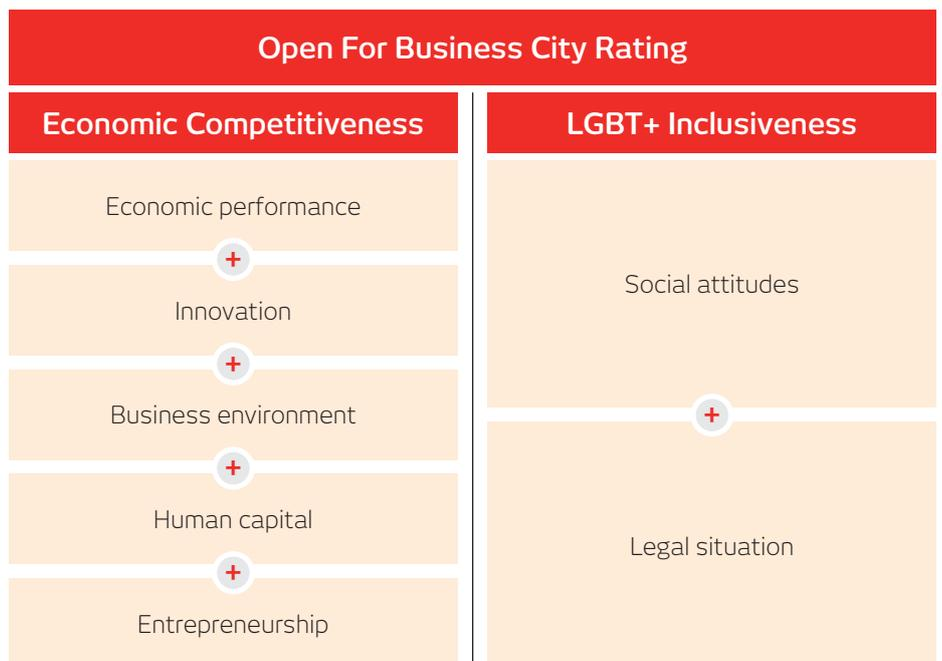 Open For Business City Rating
Economic Competitiveness
Economic performance
+
Innovation
+
Business environment
+
Human capital
+
Entrepreneurship
LGBT+ Inclusiveness
Social attitudes
+
Legal situation